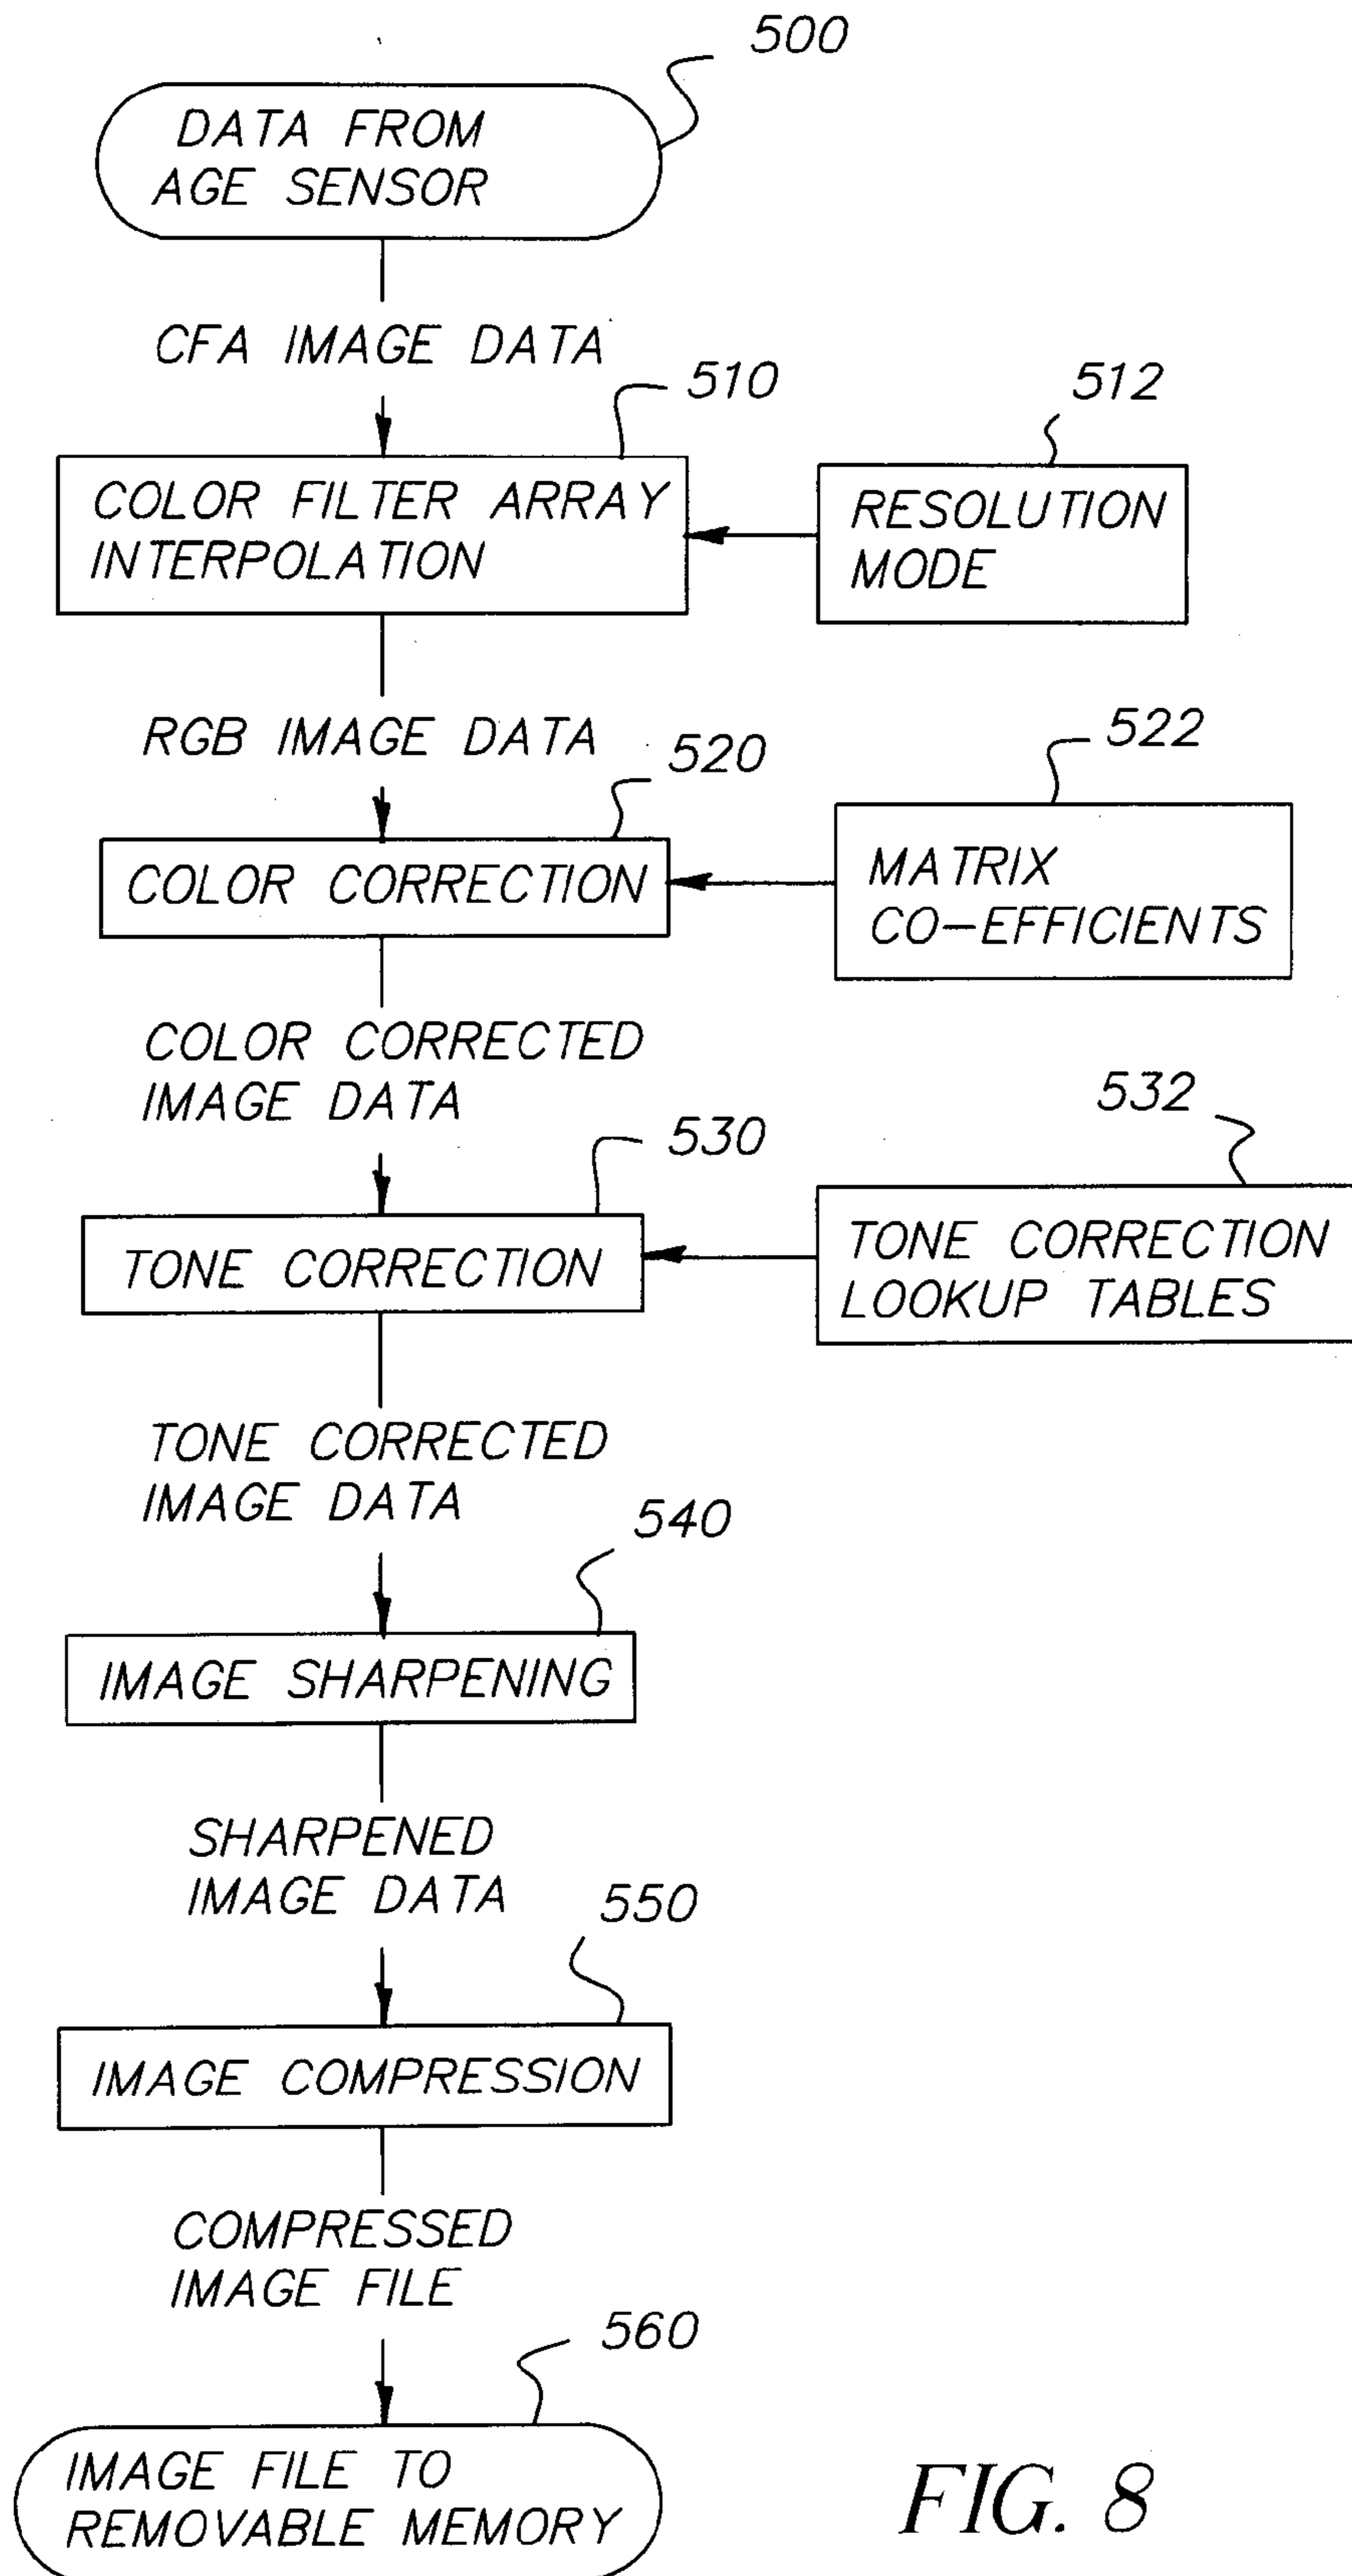 500
DATA FROM
AGE SENSOR
CFA IMAGE DATA
510
512
COLOR FILTER ARRAY
INTERPOLATION
RESOLUTION
MODE
RGB IMAGE DATA
520
522
COLOR CORRECTION
MATRIX
CO-EFFICIENTS
COLOR CORRECTED
IMAGE DATA
530
532
TONE CORRECTION
TONE CORRECTION
LOOKUP TABLES
TONE CORRECTED
IMAGE DATA
540
IMAGE SHARPENING
SHARPENED
IMAGE DATA
550
IMAGE COMPRESSION
COMPRESSED
IMAGE FILE
560
IMAGE FILE TO
REMOVABLE MEMORY
FIG. 8